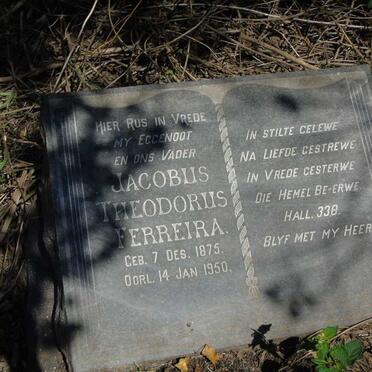 HIER RUS IN VREDE
MY EGGENOOT
EN ONS VADER
JACOBUS
THEODORUS
FERREIRA.
GEB. 7 DES. 1875.
OORL. 14 JAN 1950.
IN STILTE GELEWE
NA LIEFDE GESTREWE
IN VREDE GESTERWE
DIE HEMEL BE-ERWE
HALL. 338.
BLYF MET MY HEER